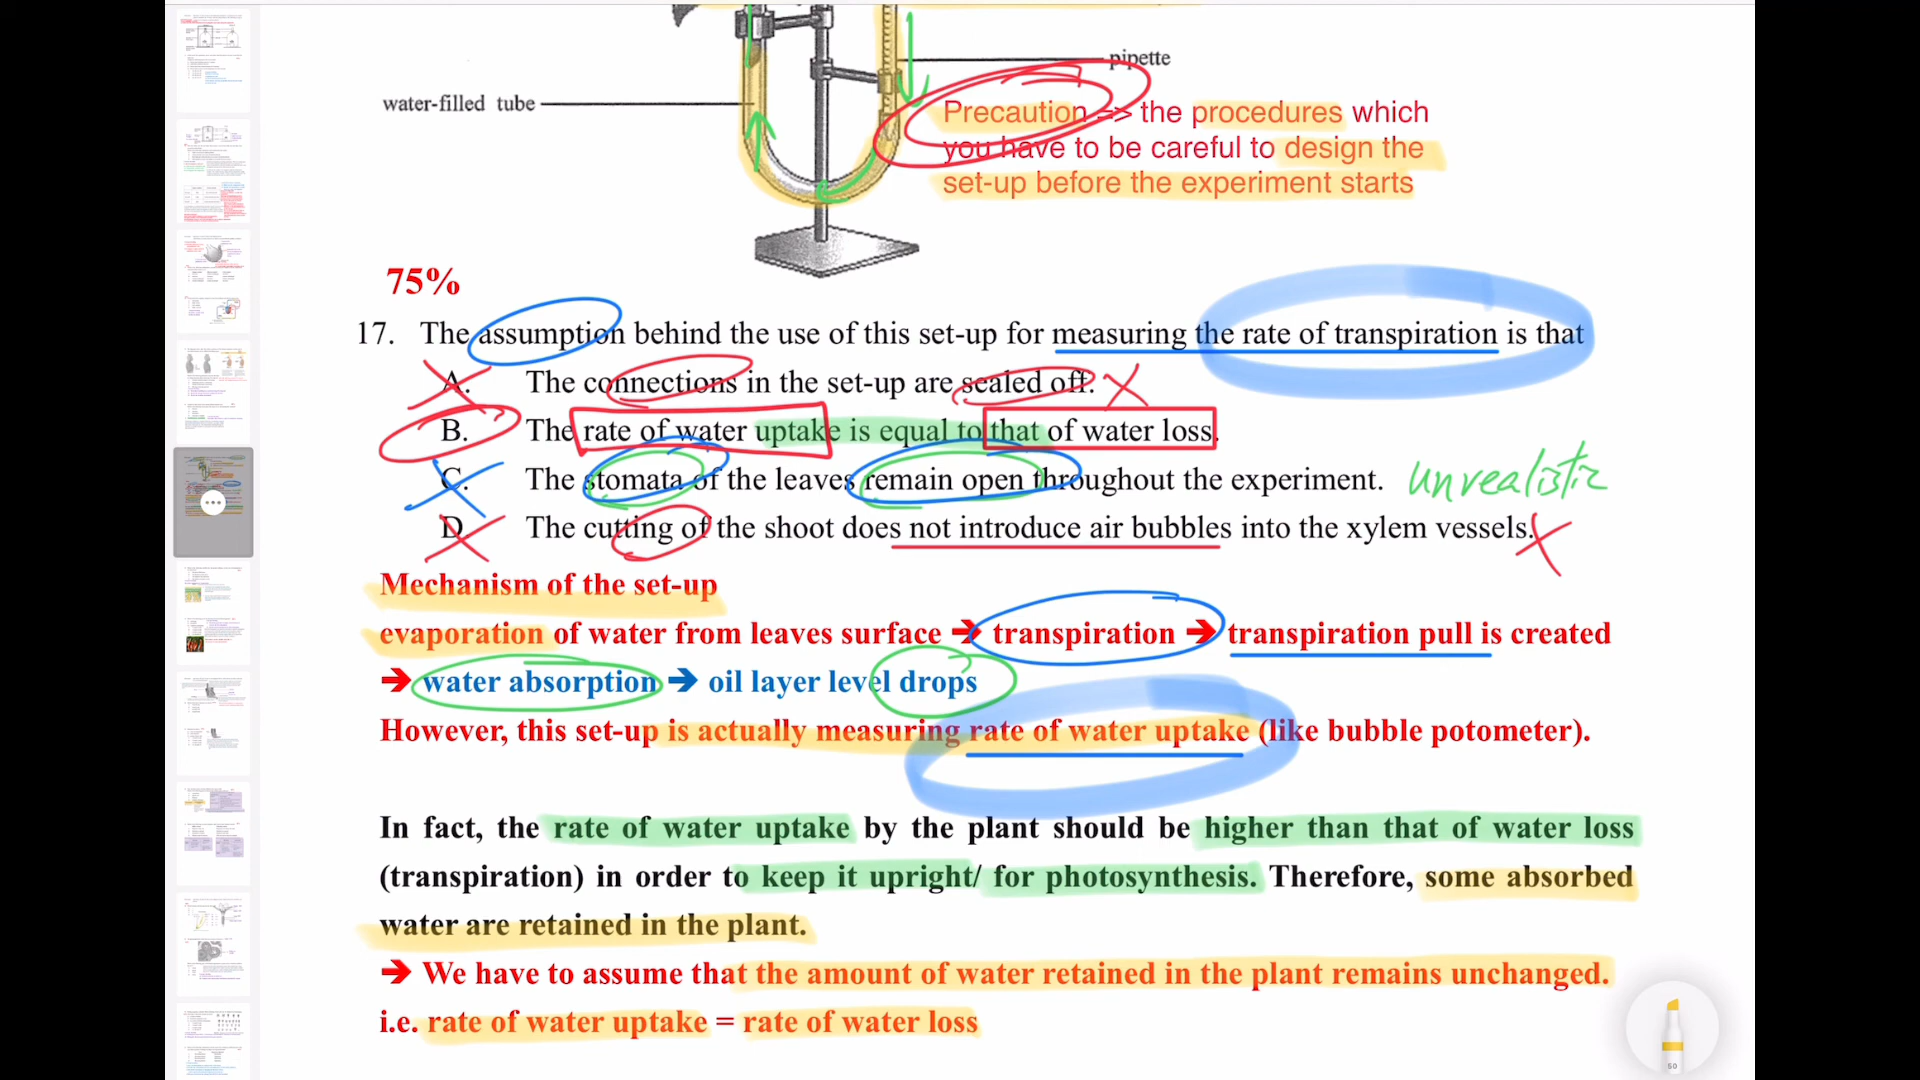 pipette
water-filled tube
Precaution => the procedures which
you have to be careful to design the
set-up before the experiment starts
75%
17. The assumption behind the use of this set-up for measuring the rate of transpiration is that
A. The connections in the set-up are sealed off.
B. The rate of water uptake is equal to that of water loss.
C. The stomata of the leaves remain open throughout the experiment. unrealistic
D. The cutting of the shoot does not introduce air bubbles into the xylem vessels.
Mechanism of the set-up
evaporation of water from leaves surface ➔ transpiration ➔ transpiration pull is created
➔ water absorption ➔ oil layer level drops
However, this set-up is actually measuring rate of water uptake (like bubble potometer).
In fact, the rate of water uptake by the plant should be higher than that of water loss
(transpiration) in order to keep it upright/ for photosynthesis. Therefore, some absorbed
water are retained in the plant.
➔ We have to assume that the amount of water retained in the plant remains unchanged.
i.e. rate of water uptake = rate of water loss
50